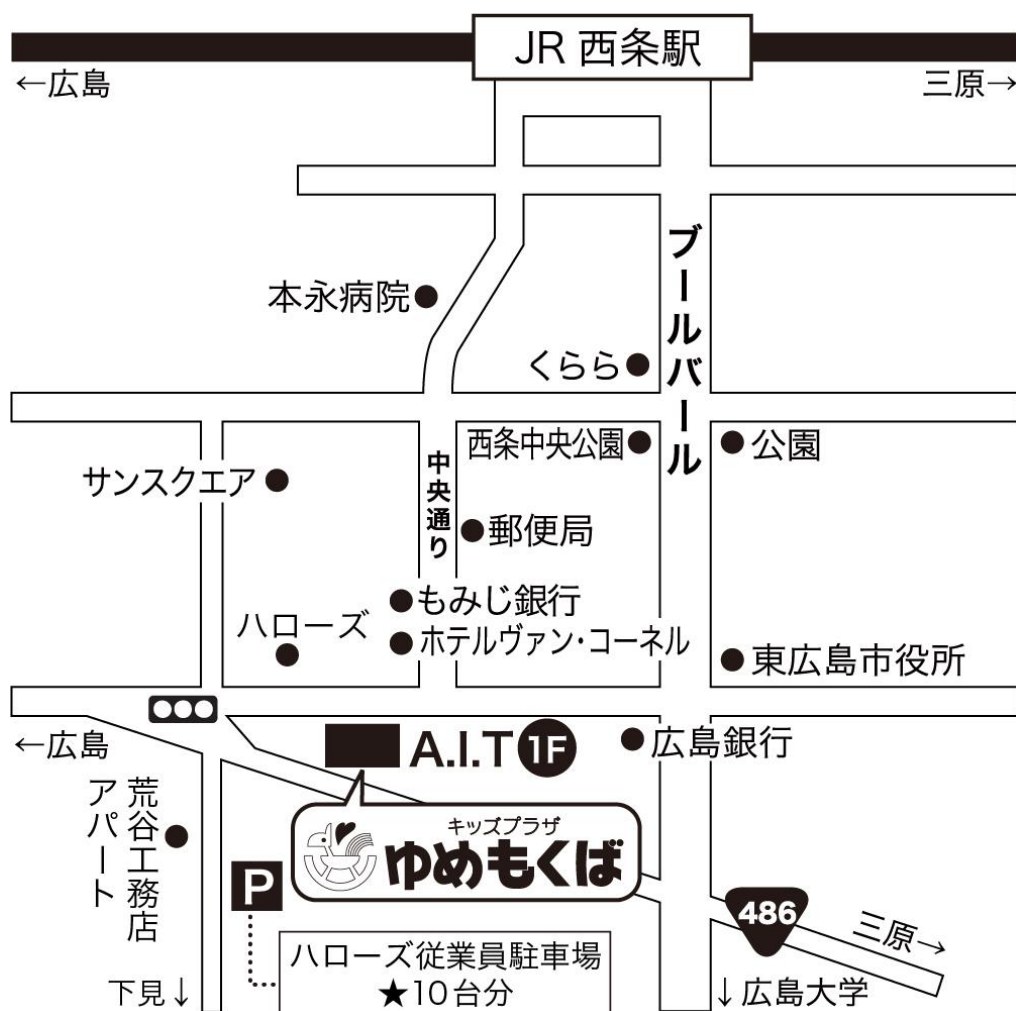 JR 西条駅
←広島
三原→
ブールバール
本永病院
くらら
西条中央公園
公園
サンスクエア
中央通り
郵便局
もみじ銀行
ハローズ
ホテルヴァン・コーネル
東広島市役所
←広島
A.I.T 1F
広島銀行
荒谷工務店
アパート
キッズプラザ
ゆめもくば
P
486
三原→
ハローズ従業員駐車場
★10台分
下見↓
↓広島大学